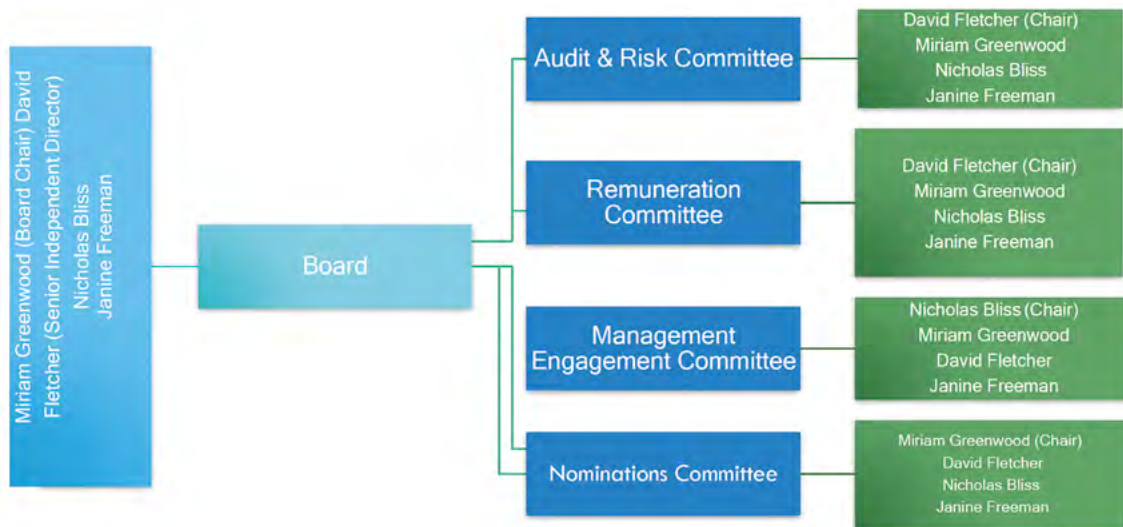 Miriam Greenwood (Board Chair) David
Fletcher (Senior Independent Director)
Nicholas Bliss
Janine Freeman
Board
Audit & Risk Committee
David Fletcher (Chair)
Miriam Greenwood
Nicholas Bliss
Janine Freeman
Remuneration
Committee
David Fletcher (Chair)
Miriam Greenwood
Nicholas Bliss
Janine Freeman
Management
Engagement Committee
Nicholas Bliss (Chair)
Miriam Greenwood
David Fletcher
Janine Freeman
Nominations Committee
Miriam Greenwood (Chair)
David Fletcher
Nicholas Bliss
Janine Freeman